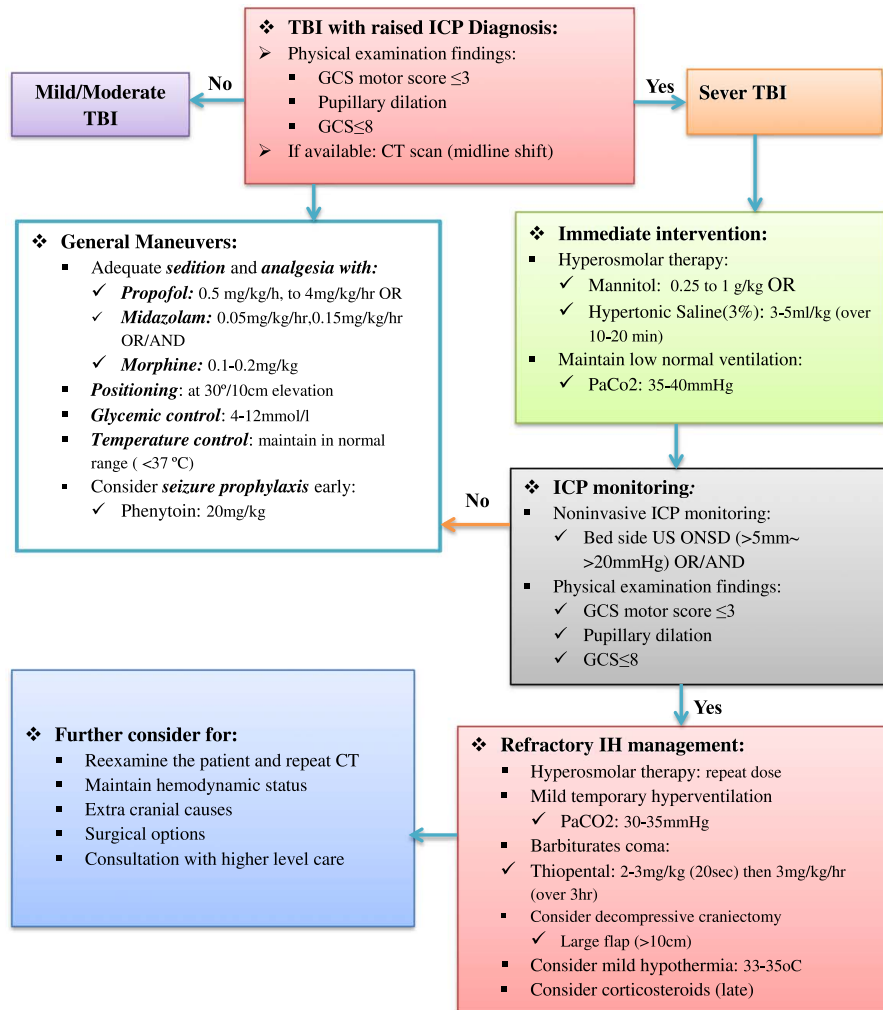 ❖ TBI with raised ICP Diagnosis:
➢ Physical examination findings:
▪ GCS motor score ≤3
▪ Pupillary dilation
▪ GCS≤8
➢ If available: CT scan (midline shift)
No
Mild/Moderate
TBI
Yes
Sever TBI
❖ General Maneuvers:
▪ Adequate sedition and analgesia with:
✓ Propofol: 0.5 mg/kg/h, to 4mg/kg/hr OR
✓ Midazolam: 0.05mg/kg/hr,0.15mg/kg/hr
OR/AND
✓ Morphine: 0.1-0.2mg/kg
▪ Positioning: at 30º/10cm elevation
▪ Glycemic control: 4-12mmol/l
▪ Temperature control: maintain in normal
range ( <37 ºC)
▪ Consider seizure prophylaxis early:
✓ Phenytoin: 20mg/kg
❖ Immediate intervention:
▪ Hyperosmolar therapy:
✓ Mannitol: 0.25 to 1 g/kg OR
✓ Hypertonic Saline(3%): 3-5ml/kg (over
10-20 min)
▪ Maintain low normal ventilation:
✓ PaCo2: 35-40mmHg
No
❖ ICP monitoring:
▪ Noninvasive ICP monitoring:
✓ Bed side US ONSD (>5mm~
>20mmHg) OR/AND
▪ Physical examination findings:
✓ GCS motor score ≤3
✓ Pupillary dilation
✓ GCS≤8
Yes
❖ Refractory IH management:
▪ Hyperosmolar therapy: repeat dose
▪ Mild temporary hyperventilation
✓ PaCO2: 30-35mmHg
▪ Barbiturates coma:
✓ Thiopental: 2-3mg/kg (20sec) then 3mg/kg/hr
(over 3hr)
▪ Consider decompressive craniectomy
✓ Large flap (>10cm)
▪ Consider mild hypothermia: 33-35oC
▪ Consider corticosteroids (late)
❖ Further consider for:
▪ Reexamine the patient and repeat CT
▪ Maintain hemodynamic status
▪ Extra cranial causes
▪ Surgical options
▪ Consultation with higher level care